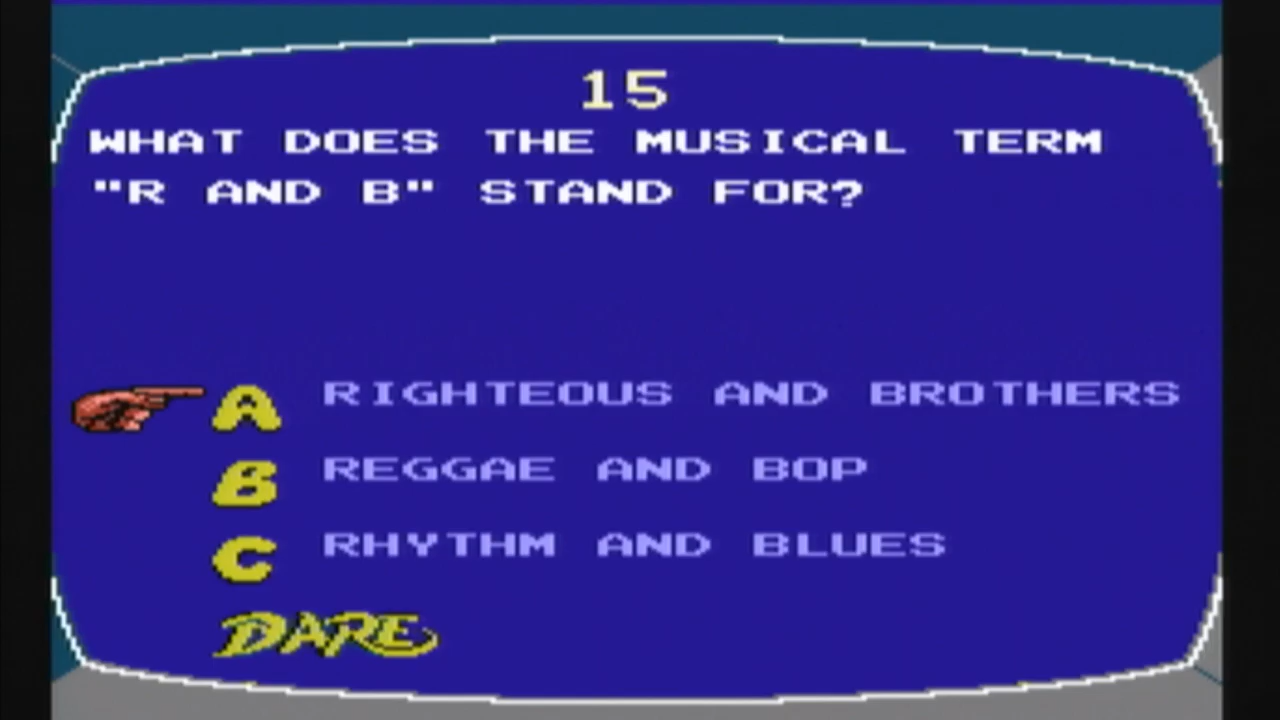 15
WHAT DOES THE MUSICAL TERM
"R AND B" STAND FOR?
A RIGHTEOUS AND BROTHERS
B REGGAE AND BOP
C RHYTHM AND BLUES
DARE